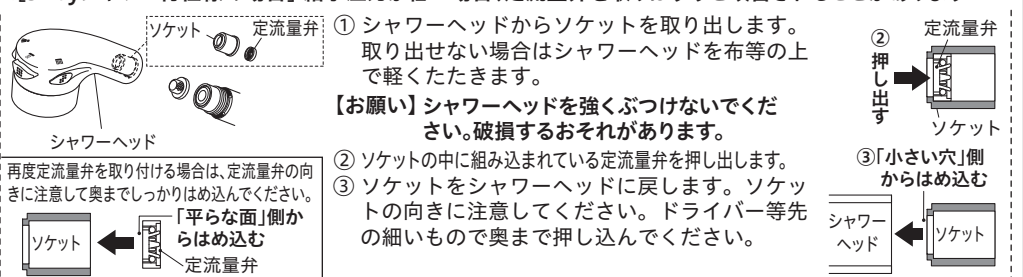 ソケット
定流量弁
シャワーヘッド
① シャワーヘッドからソケットを取り出します。
取り出せない場合はシャワーヘッドを布等の上
で軽くたたきます。
【お願い】シャワーヘッドを強くぶつけないでくだ
さい。破損するおそれがあります。
② ソケットの中に組み込まれている定流量弁を押し出します。
③ ソケットをシャワーヘッドに戻します。ソケッ
トの向きに注意してください。ドライバー等先
の細いもので奥まで押し込んでください。
再度定流量弁を取り付ける場合は、定流量弁の向
きに注意して奥までしっかりはめ込んでください。
「平らな面」側か
らはめ込む
ソケット
定流量弁
②
押し出す
定流量弁
ソケット
③「小さい穴」側
からはめ込む
シャワー
ヘッド
ソケット